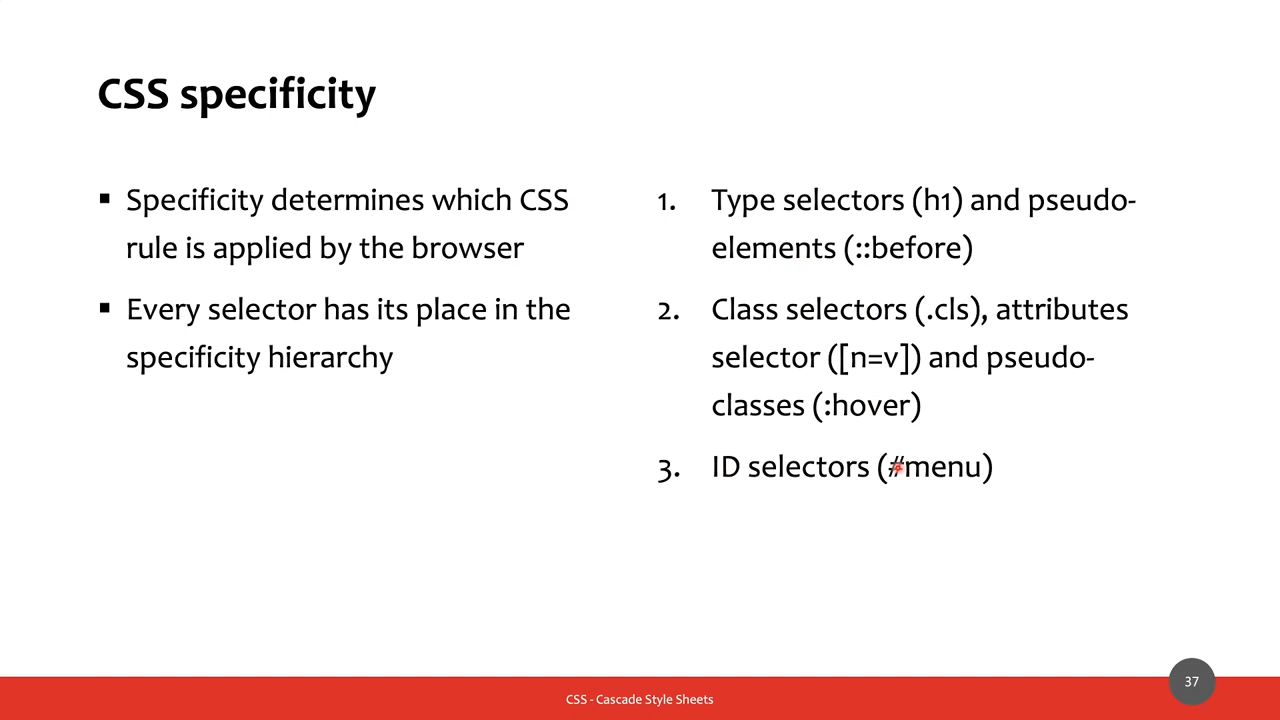 CSS specificity
▪ Specificity determines which CSS
rule is applied by the browser
▪ Every selector has its place in the
specificity hierarchy
1. Type selectors (h1) and pseudo-
elements (::before)
2. Class selectors (.cls), attributes
selector ([n=v]) and pseudo-
classes (:hover)
3. ID selectors (#menu)
37
CSS - Cascade Style Sheets